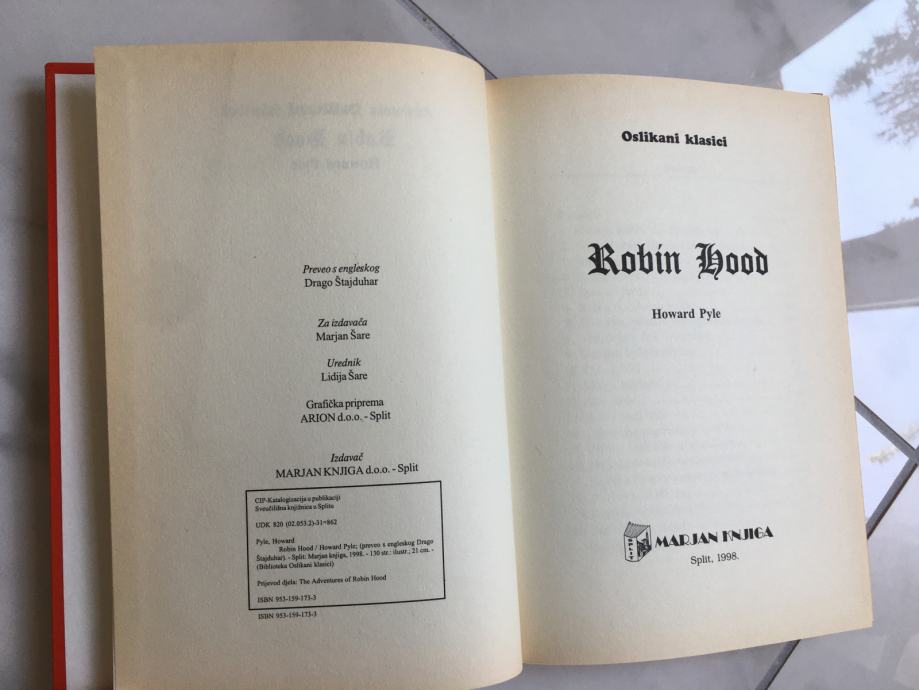 Preveo s engleskog
Drago Štajduhar
Za izdavača
Marjan Šare
Urednik
Lidija Šare
Grafička priprema
ARION d.o.o. - Split
Izdavač
MARJAN KNJIGA d.o.o. - Split
CIP-Katalogizacija u publikaciji
Sveučilišna knjižnica u Splitu
UDK 820 (02.053.2)-31=862
Pyle, Howard
Robin Hood / Howard Pyle; (preveo s engleskog Drago
Štajduhar). - Split: Marjan knjiga, 1998. - 130 str.: ilustr.; 21 cm. -
(Biblioteka Oslikani klasici)
Prijevod djela: The Adventures of Robin Hood
ISBN 953-159-173-3
ISBN 953-159-173-3
Oslikani klasici
Robin Hood
Howard Pyle
SPLIT
MARJAN KNJIGA
Split, 1998.